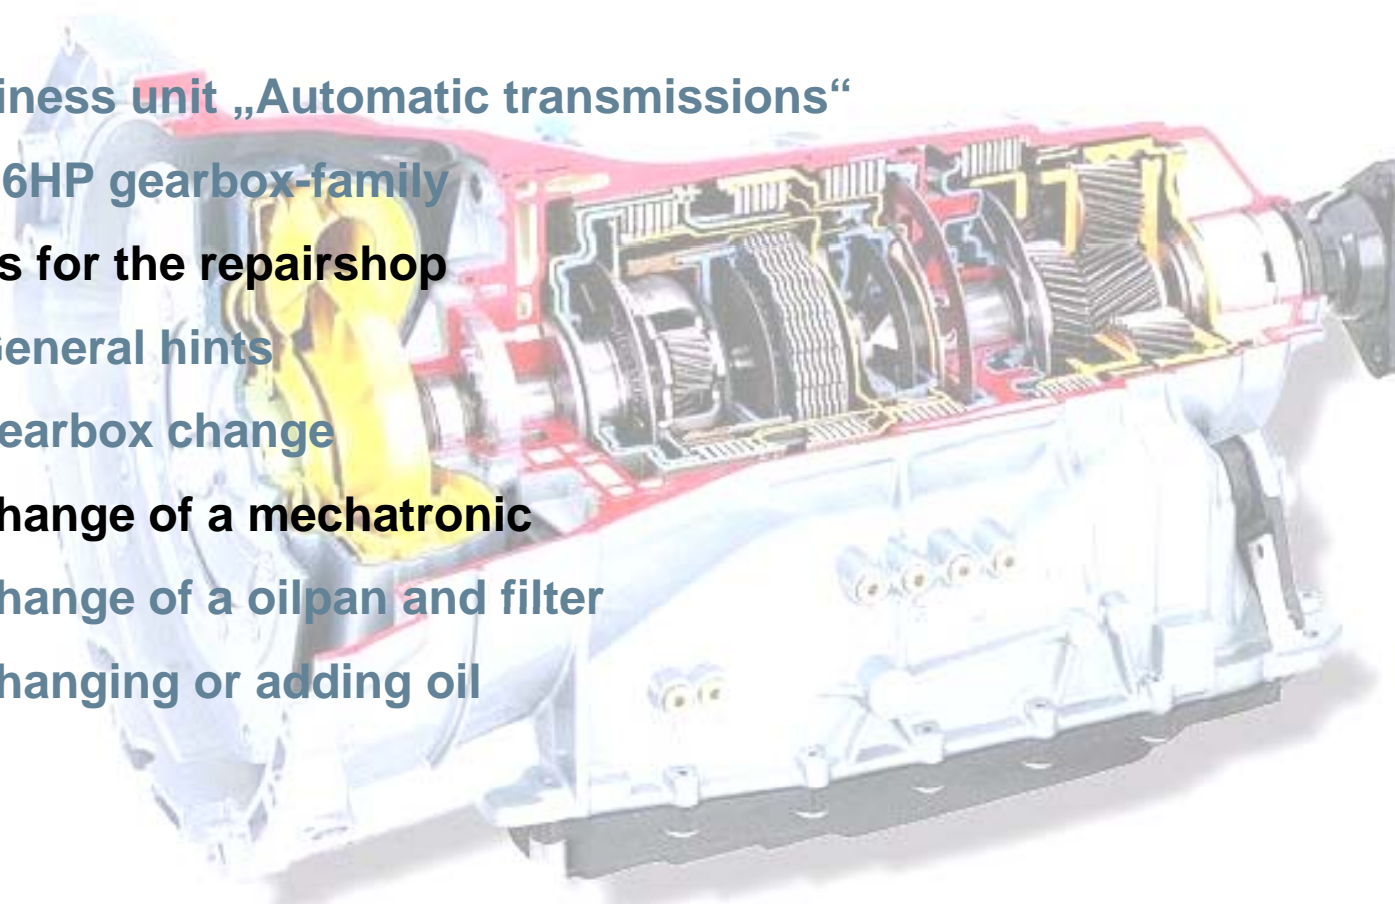 iness unit „Automatic transmissions“
6HP gearbox-family
s for the repairshop
eneral hints
earbox change
hange of a mechatronic
hange of a oilpan and filter
hanging or adding oil